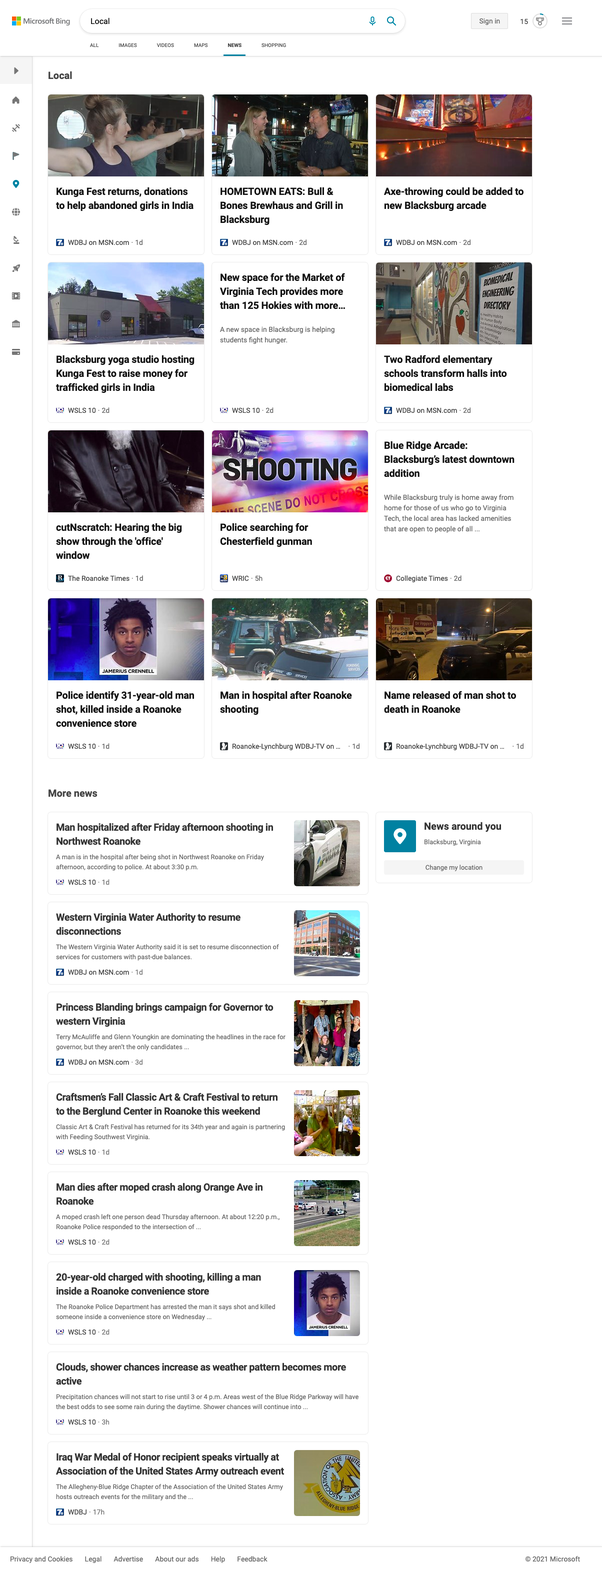 Microsoft Bing
Local
Sign in
15
ALL
IMAGES
VIDEOS
MAPS
NEWS
SHOPPING
Local
Kunga Fest returns, donations
to help abandoned girls in India
WDBJ on MSN.com · 1d
HOMETOWN EATS: Bull &
Bones Brewhaus and Grill in
Blacksburg
WDBJ on MSN.com · 2d
Axe-throwing could be added to
new Blacksburg arcade
WDBJ on MSN.com · 2d
Blacksburg yoga studio hosting
Kunga Fest to raise money for
trafficked girls in India
WSLS 10 · 2d
New space for the Market of
Virginia Tech provides more
than 125 Hokies with more...
A new space in Blacksburg is helping
students fight hunger.
WSLS 10 · 2d
BIOMEDICAL
ENGINEERING
DIRECTORY
Two Radford elementary
schools transform halls into
biomedical labs
WDBJ on MSN.com · 2d
cutNscratch: Hearing the big
show through the 'office'
window
The Roanoke Times · 1d
SHOOTING
CRIME SCENE DO NOT CROSS
Police searching for
Chesterfield gunman
WRIC · 5h
Blue Ridge Arcade:
Blacksburg's latest downtown
addition
While Blacksburg truly is home away from
home for those of us who go to Virginia
Tech, the local area has lacked amenities
that are open to people of all ...
Collegiate Times · 2d
JAMERIUS CRENNELL
Police identify 31-year-old man
shot, killed inside a Roanoke
convenience store
WSLS 10 · 1d
Man in hospital after Roanoke
shooting
Roanoke-Lynchburg WDBJ-TV on ... · 1d
Name released of man shot to
death in Roanoke
Roanoke-Lynchburg WDBJ-TV on ... · 1d
More news
Man hospitalized after Friday afternoon shooting in
Northwest Roanoke
A man is in the hospital after being shot in Northwest Roanoke on Friday
afternoon, according to police. At about 3:30 p.m.
WSLS 10 · 1d
News around you
Blacksburg, Virginia
Change my location
Western Virginia Water Authority to resume
disconnections
The Western Virginia Water Authority said it is set to resume disconnection of
services for customers with past-due balances.
WDBJ on MSN.com · 1d
Princess Blanding brings campaign for Governor to
western Virginia
Terry McAuliffe and Glenn Youngkin are dominating the headlines in the race for
governor, but they aren't the only candidates ...
WDBJ on MSN.com · 3d
Craftsmen's Fall Classic Art & Craft Festival to return
to the Berglund Center in Roanoke this weekend
Classic Art & Craft Festival has returned for its 34th year and again is partnering
with Feeding Southwest Virginia.
WSLS 10 · 1d
Man dies after moped crash along Orange Ave in
Roanoke
A moped crash left one person dead Thursday afternoon. At about 12:20 p.m.,
Roanoke Police responded to the intersection of ...
WSLS 10 · 2d
20-year-old charged with shooting, killing a man
inside a Roanoke convenience store
The Roanoke Police Department has arrested the man it says shot and killed
someone inside a convenience store on Wednesday ...
WSLS 10 · 2d
JAMERIUS CRENNELL
Clouds, shower chances increase as weather pattern becomes more
active
Precipitation chances will not start to rise until 3 or 4 p.m. Areas west of the Blue Ridge Parkway will have
the best odds to see some rain during the daytime. Shower chances will continue into ...
WSLS 10 · 3h
Iraq War Medal of Honor recipient speaks virtually at
Association of the United States Army outreach event
The Allegheny-Blue Ridge Chapter of the Association of the United States Army
hosts outreach events for the military and the ...
WDBJ · 17h
Privacy and Cookies
Legal
Advertise
About our ads
Help
Feedback
© 2021 Microsoft